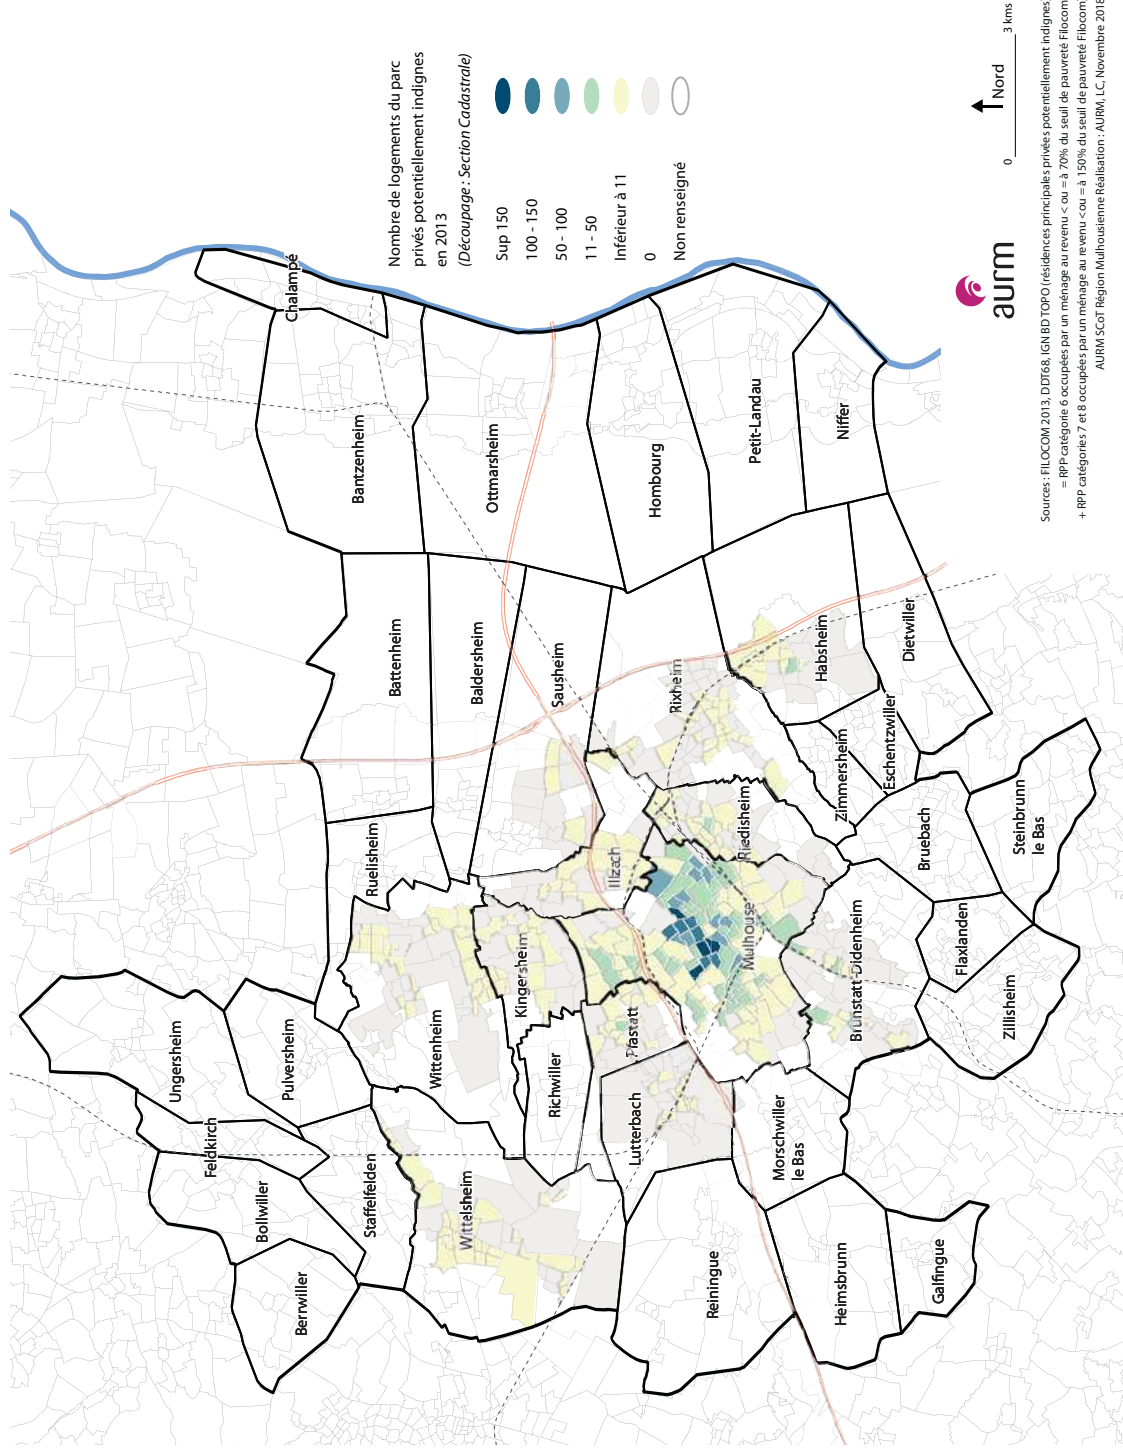 Nombre de logements du parc
privés potentiellement indignes
en 2013
(Découpage : Section Cadastrale)
Sup 150
100 - 150
50 - 100
11 - 50
Inférieur à 11
0
Non renseigné
Nord
0 3 kms
aurm
Sources : FILOCOM 2013, DDT68, IGN BD TOPO (résidences principales privées potentiellement indignes)
= RPP catégorie 6 occupées par un ménage au revenu < ou = à 70% du seuil de pauvreté Filocom
+ RPP catégories 7 et 8 occupées par un ménage au revenu < ou = à 150% du seuil de pauvreté Filocom)
AURM SCoT Région Mulhousienne Réalisation : AURM, LC, Novembre 2018
Chalampé
Bantzenheim
Ottmarsheim
Hombourg
Petit-Landau
Niffer
Battenheim
Baldersheim
Sausheim
Rixheim
Habsheim
Dietwiller
Eschentzwiller
Zimmersheim
Ruelisheim
Illzach
Riedisheim
Bruebach
Steinbrunn
le Bas
Kingersheim
Mulhouse
Brunstatt-Didenheim
Flaxlanden
Zillisheim
Ungersheim
Pulversheim
Wittenheim
Richwiller
Pfastatt
Lutterbach
Morschwiller
le Bas
Feldkirch
Bollwiller
Staffelfelden
Wittelsheim
Berrwiller
Reiningue
Heimsbrunn
Galfingue